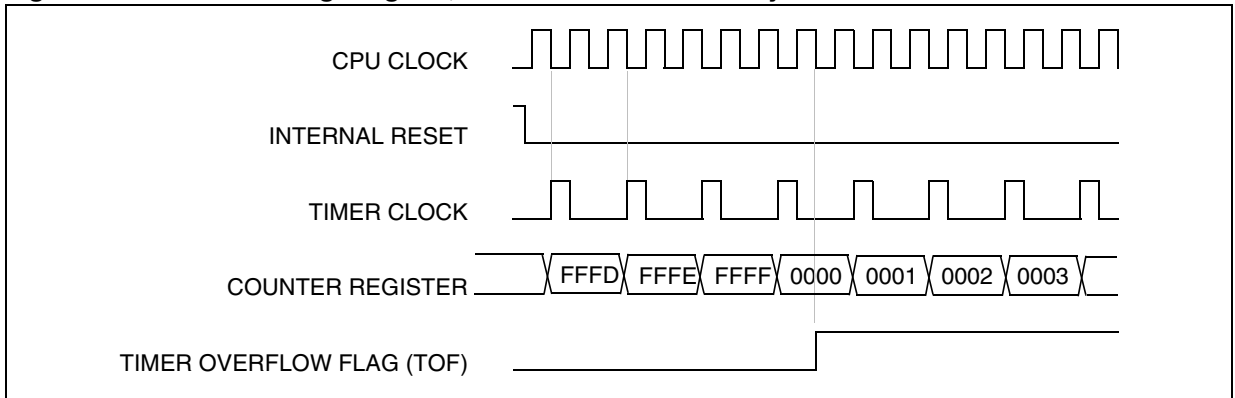 CPU CLOCK
INTERNAL RESET
TIMER CLOCK
FFFD FFFE FFFF 0000 0001 0002 0003
COUNTER REGISTER
TIMER OVERFLOW FLAG (TOF)